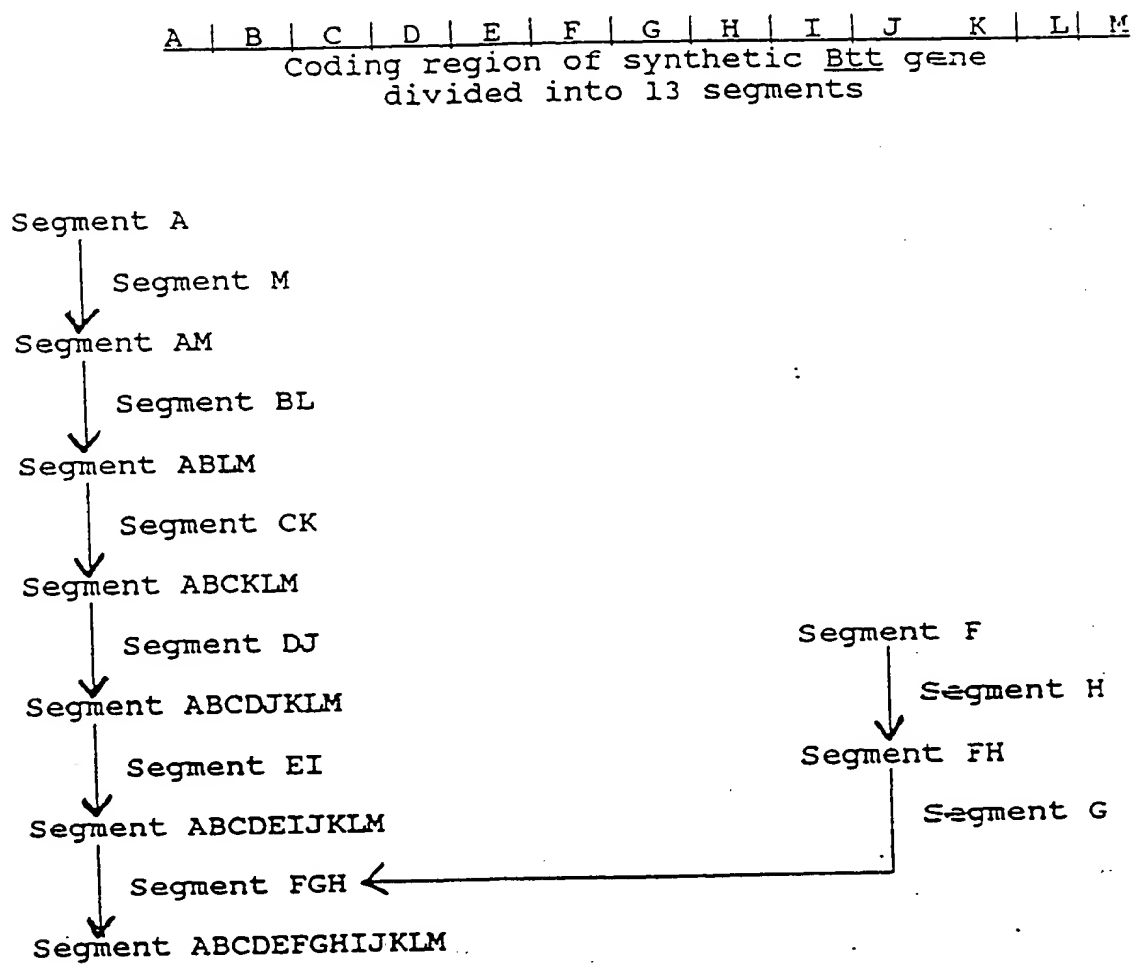 A | B | C | D | E | F | G | H | I | J K | L | M
Coding region of synthetic Btt gene
divided into 13 segments
Segment A
Segment M
Segment AM
Segment BL
Segment ABLM
Segment CK
Segment ABCKLM
Segment DJ
Segment ABCDJKLM
Segment EI
Segment ABCDEIJKLM
Segment FGH
Segment ABCDEFGHIJKLM
Segment F
Segment H
Segment FH
Segment G